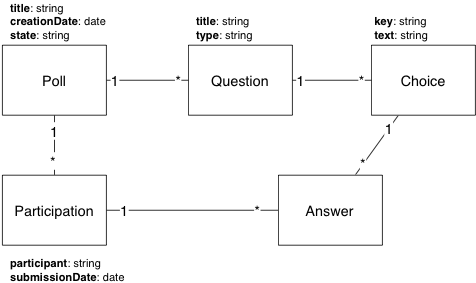 title: string
creationDate: date
state: string
title: string
type: string
key: string
text: string
Poll
1
*
Question
1
*
Choice
1
*
1
*
Participation
1
*
Answer
participant: string
submissionDate: date